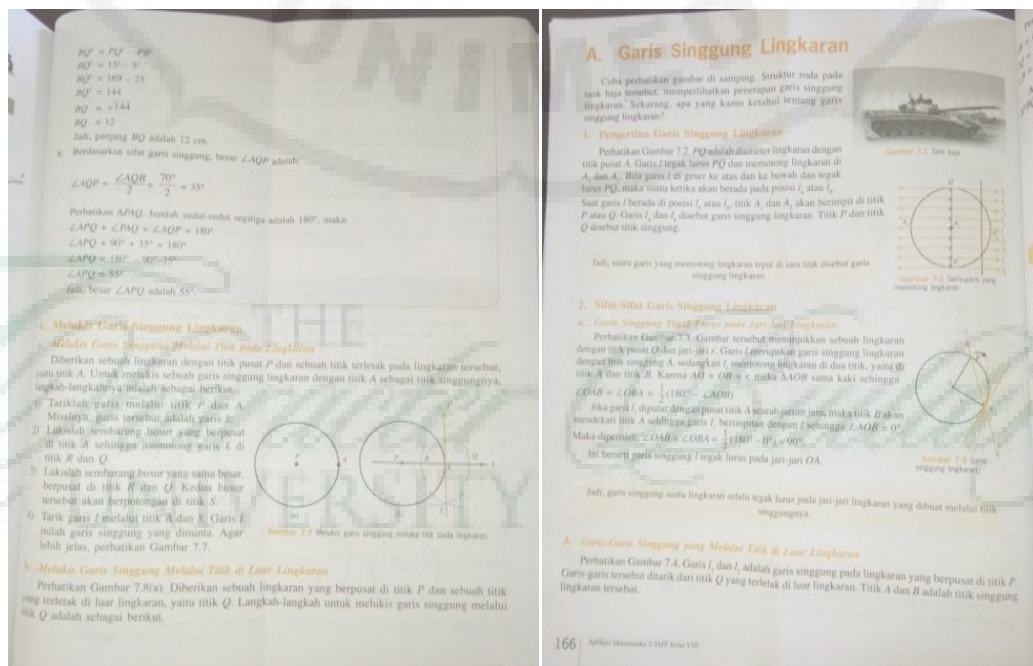 BQ² = PQ² – PB²
BQ² = 13² – 5²
BQ² = 169 – 25
BQ² = 144
BQ = √144
BQ = 12
Jadi, panjang BQ adalah 12 cm.
b. Berdasarkan sifat garis singgung, besar ∠AQP adalah:
∠AQP = ∠AQB/2 = 70°/2 = 35°
Perhatikan ΔPAQ. Jumlah sudut-sudut segitiga adalah 180°, maka:
∠APQ + ∠PAQ + ∠AQP = 180°
∠APQ + 90° + 35° = 180°
∠APQ = 180° – 90°–35°
∠APQ = 55°
Jadi, besar ∠APQ adalah 55°.
Melukis Garis Singgung Lingkaran
Melukis Garis Singgung Melalui Titik pada Lingkaran
Diberikan sebuah lingkaran dengan titik pusat P dan sebuah titik terletak pada lingkaran tersebut,
yaitu titik A. Untuk melukis sebuah garis singgung lingkaran dengan titik A sebagai titik singgungnya,
langkah-langkahnya adalah sebagai berikut.
1) Tariklah garis melalui titik P dan A.
Misalnya, garis tersebut adalah garis k.
2) Lukislah sembarang busur yang berpusat
di titik A sehingga memotong garis k di
titik R dan Q.
3) Lukislah sembarang busur yang sama besar,
berpusat di titik R dan Q. Kedua busur
tersebut akan berpotongan di titik S.
4) Tarik garis l melalui titik A dan S. Garis l
inilah garis singgung yang diminta. Agar
lebih jelas, perhatikan Gambar 7.7.
P
A
(a)
Gambar 7.7 Melukis garis singgung melalui titik pada lingkaran.
Melukis Garis Singgung Melalui Titik di Luar Lingkaran
Perhatikan Gambar 7.8(a). Diberikan sebuah lingkaran yang berpusat di titik P dan sebuah titik
yang terletak di luar lingkaran, yaitu titik Q. Langkah-langkah untuk melukis garis singgung melalui
titik Q adalah sebagai berikut.
A. Garis Singgung Lingkaran
Coba perhatikan gambar di samping. Struktur roda pada
tank baja tersebut, memperlihatkan penerapan garis singgung
lingkaran. Sekarang, apa yang kamu ketahui tentang garis
singgung lingkaran?
Gambar 7.1 Tank baja.
1. Pengertian Garis Singgung Lingkaran
Perhatikan Gambar 7.2. PQ adalah diameter lingkaran dengan
titik pusat A. Garis l tegak lurus PQ dan memotong lingkaran di
A₁ dan A₂. Bila garis l di geser ke atas dan ke bawah dan tegak
lurus PQ, maka suatu ketika akan berada pada posisi atau
Saat garis l berada di posisi atau titik A₁ dan A₂ akan berimpit di titik
P atau Q. Garis dan disebut garis singgung lingkaran. Titik P dan titik
Q disebut titik singgung.
Jadi, suatu garis yang memotong lingkaran tepat di satu titik disebut garis
singgung lingkaran.
Gambar 7.2 Garis-garis yang
memotong lingkaran
2. Sifat-Sifat Garis Singgung Lingkaran
a. Garis Singgung Tegak Lurus pada Jari-Jari Lingkaran
Perhatikan Gambar 7.3. Gambar tersebut menunjukkan sebuah lingkaran
dengan titik pusat O dan jari-jari r. Garis l merupakan garis singgung lingkaran
dengan titik singgung A, sedangkan memotong lingkaran di dua titik, yaitu di
titik A dan titik B. Karena AO = OB = r, maka ΔAOB sama kaki sehingga
∠OAB = ∠OBA = 1/2 (180° – ∠AOB)
Jika garis diputar dengan pusat titik A searah jarum jam, maka titik B akan
mendekati titik A sehingga garis berimpitan dengan l sehingga ∠AOB = 0°.
Maka diperoleh: ∠OAB = ∠OBA = 1/2 (180° – 0°) = 90°.
Ini berarti garis singgung l tegak lurus pada jari-jari OA.
Gambar 7.3 Garis
singgung lingkaran.
Jadi, garis singgung suatu lingkaran selalu tegak lurus pada jari-jari lingkaran yang dibuat melalui titik
singgungnya.
b. Garis-Garis Singgung yang Melalui Titik di Luar Lingkaran
Perhatikan Gambar 7.4. Garis l₁ dan l₂ adalah garis singgung pada lingkaran yang berpusat di titik P.
Garis-garis tersebut ditarik dari titik Q yang terletak di luar lingkaran. Titik A dan B adalah titik singgung
lingkaran tersebut.
166 Aplikasi Matematika 2 SMP Kelas VIII
UNIMED
THE
UNIVERSITY